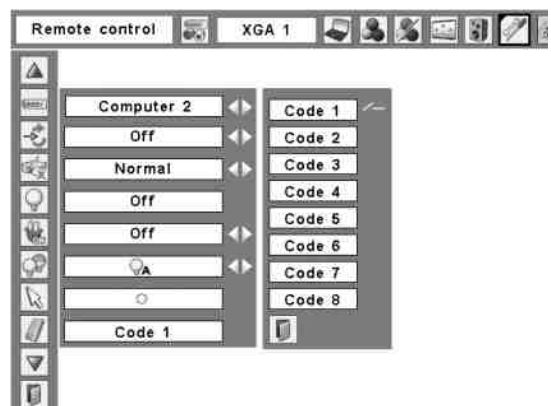 Remote control
XGA 1
Computer 2
Off
Normal
Off
Off
A
Code 1
Code 1
Code 2
Code 3
Code 4
Code 5
Code 6
Code 7
Code 8